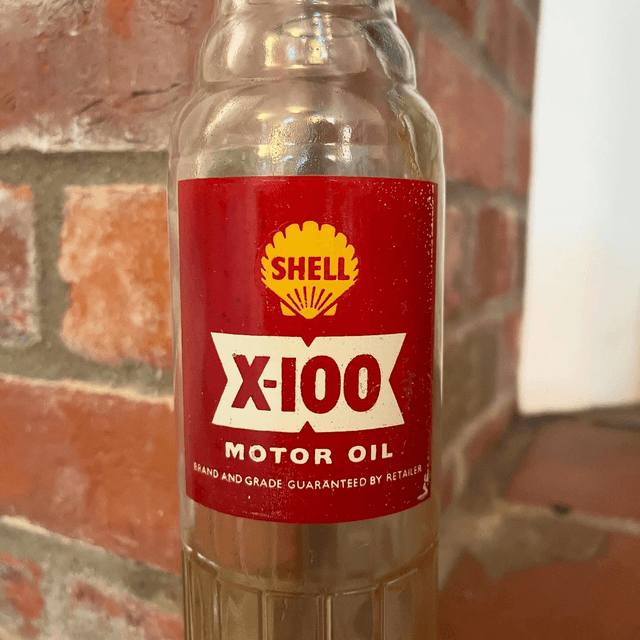 SHELL
X-100
MOTOR OIL
BRAND AND GRADE GUARANTEED BY RETAILER